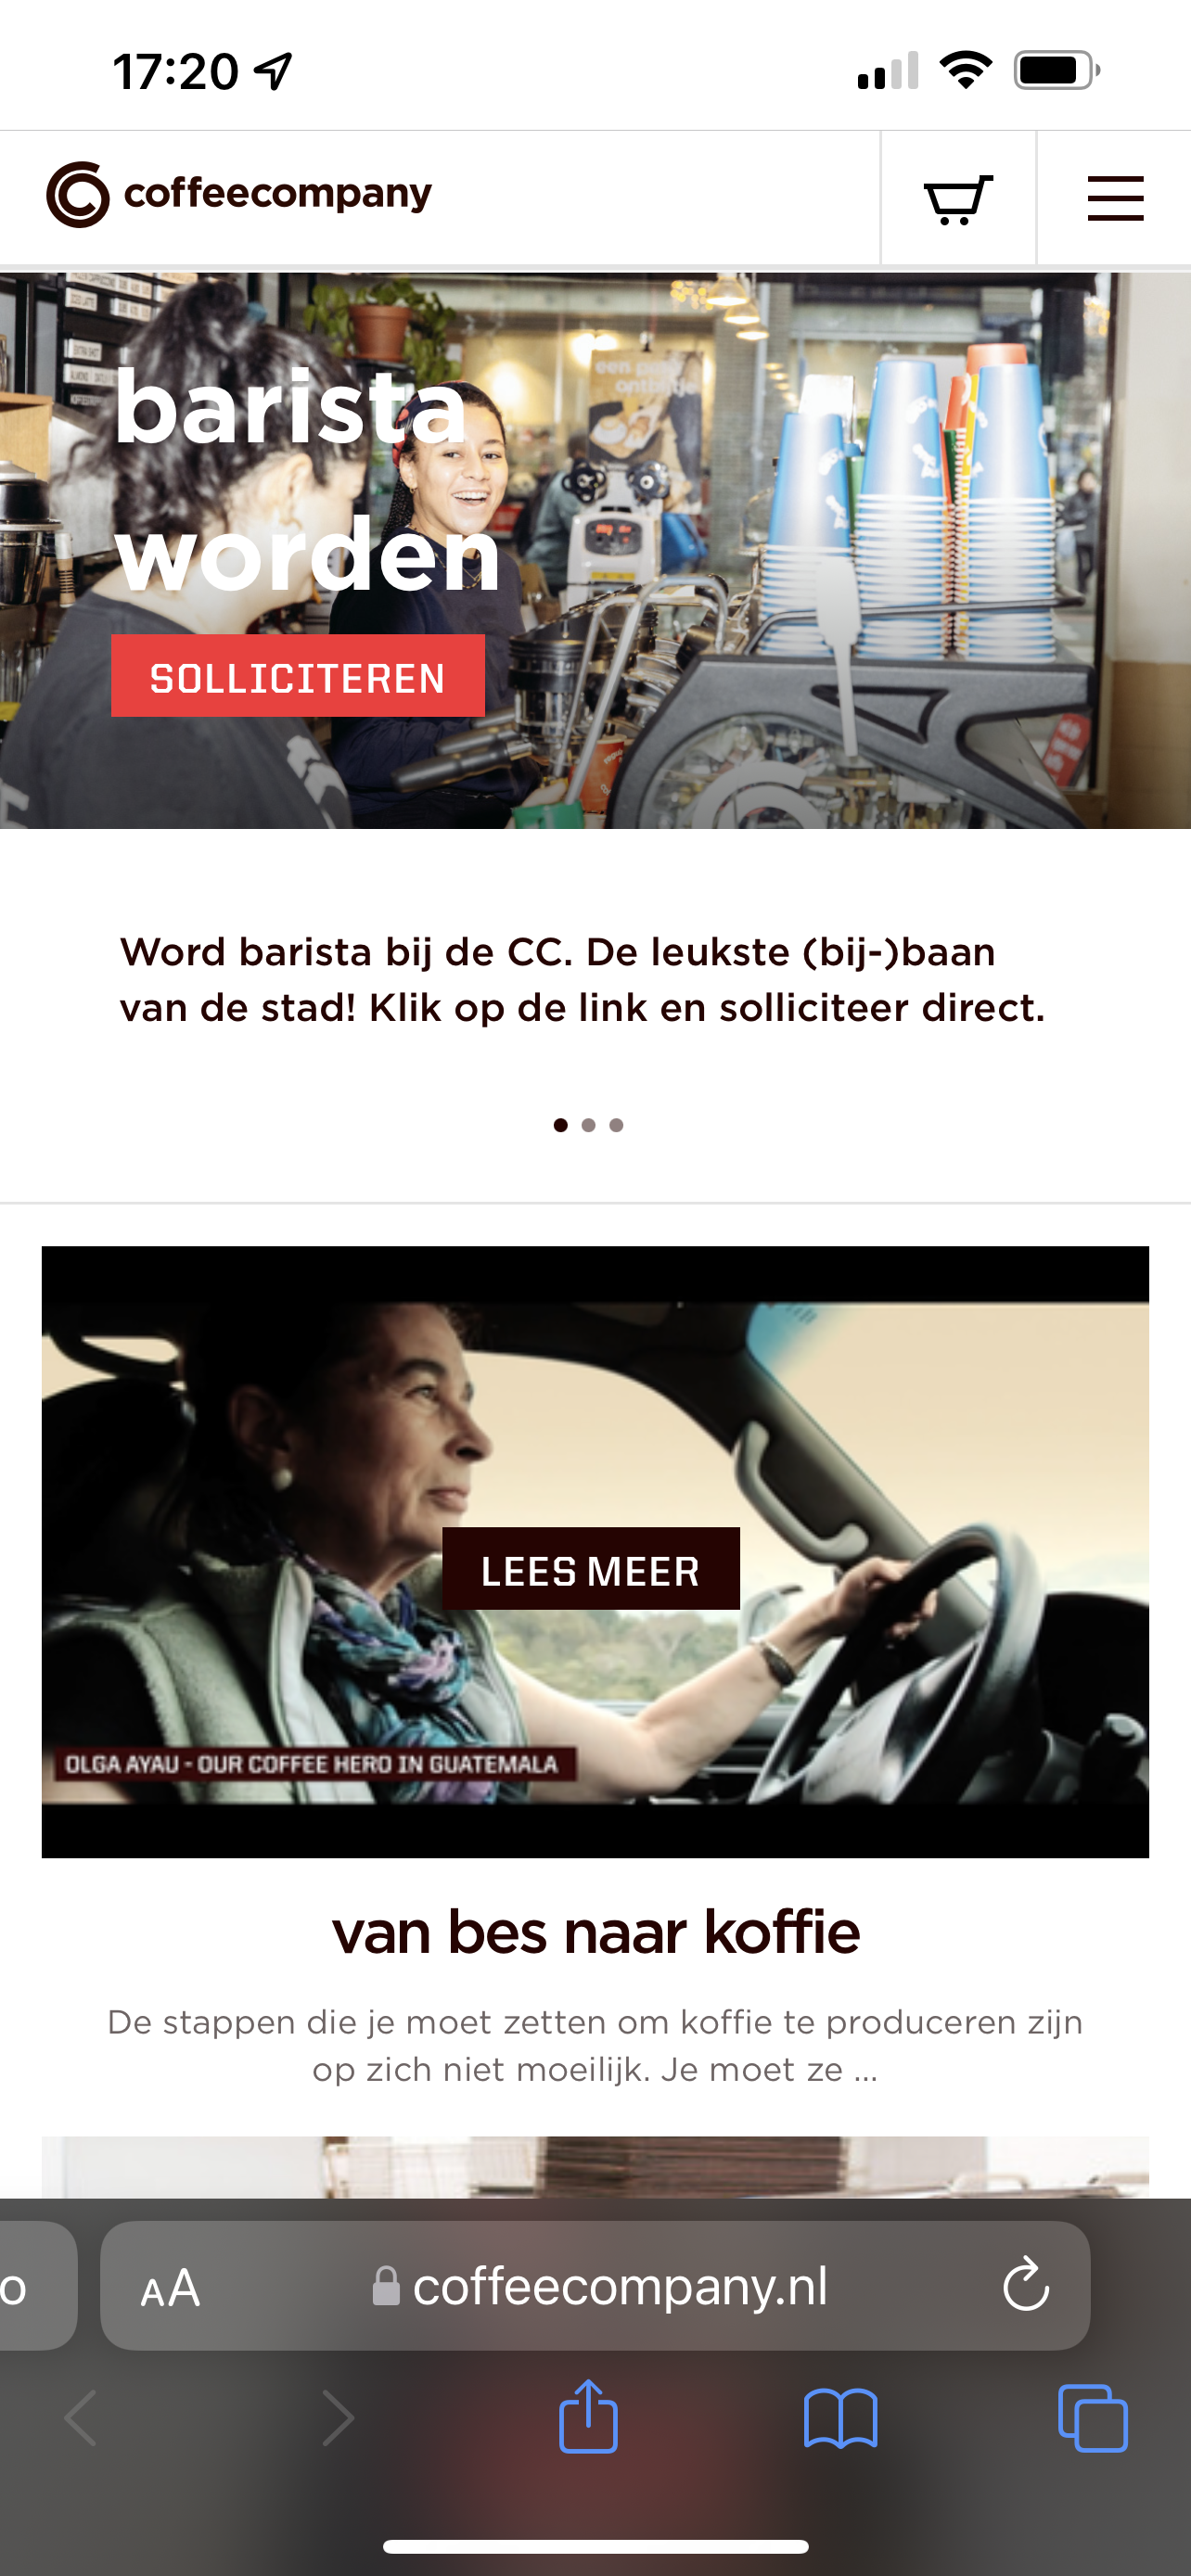 17:20
coffeecompany
een
ontbijtje
barista
worden
SOLLICITEREN
Word barista bij de CC. De leukste (bij-)baan
van de stad! Klik op de link en solliciteer direct.
LEES MEER
OLGA AYAU - OUR COFFEE HERO IN GUATEMALA
van bes naar koffie
De stappen die je moet zetten om koffie te produceren zijn
op zich niet moeilijk. Je moet ze ...
o
AA
coffeecompany.nl